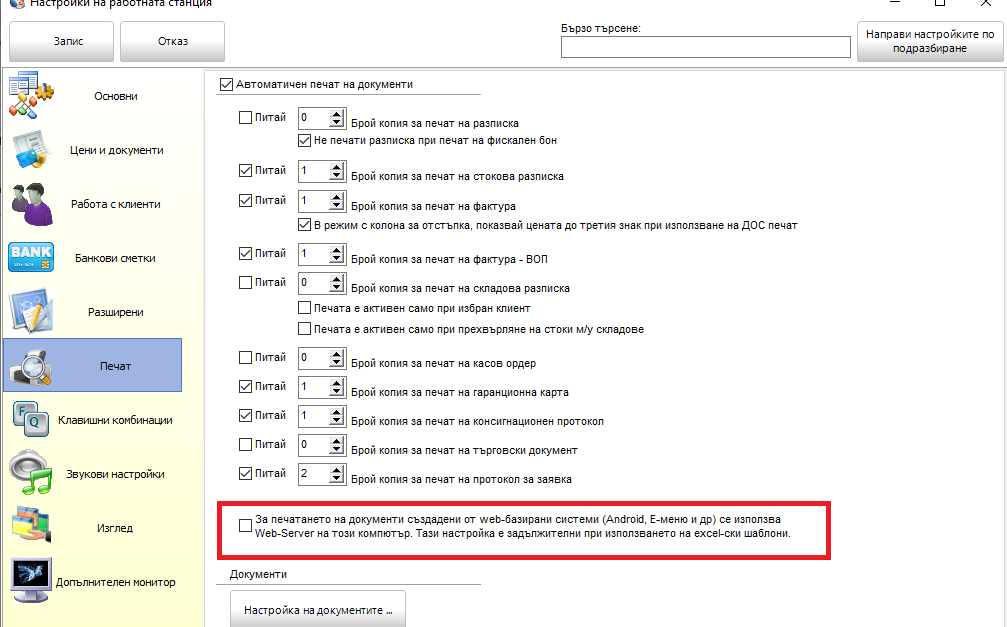 Настройки на работната станция
Запис
Отказ
Бързо търсене:
Направи настройките по
подразбиране
Основни
Цени и документи
Работа с клиенти
BANK
Банкови сметки
Разширени
Печат
F
Q
Клавишни комбинации
Звукови настройки
Изглед
Допълнителен монитор
Автоматичен печат на документи
Питай 0 Брой копия за печат на разписка
Не печати разписка при печат на фискален бон
Питай 1 Брой копия за печат на стокова разписка
Питай 1 Брой копия за печат на фактура
В режим с колона за отстъпка, показвай цената до третия знак при използване на ДОС печат
Питай 1 Брой копия за печат на фактура - ВОП
Питай 0 Брой копия за печат на складова разписка
Печата е активен само при избран клиент
Печата е активен само при прехвърляне на стоки м/у складове
Питай 0 Брой копия за печат на касов ордер
Питай 1 Брой копия за печат на гаранционна карта
Питай 1 Брой копия за печат на консигнационен протокол
Питай 0 Брой копия за печат на търговски документ
Питай 2 Брой копия за печат на протокол за заявка
За печатането на документи създадени от web-базирани системи (Android, Е-меню и др) се използва
Web-Server на този компютър. Тази настройка е задължителни при използването на excel-ски шаблони.
Документи
Настройка на документите ...